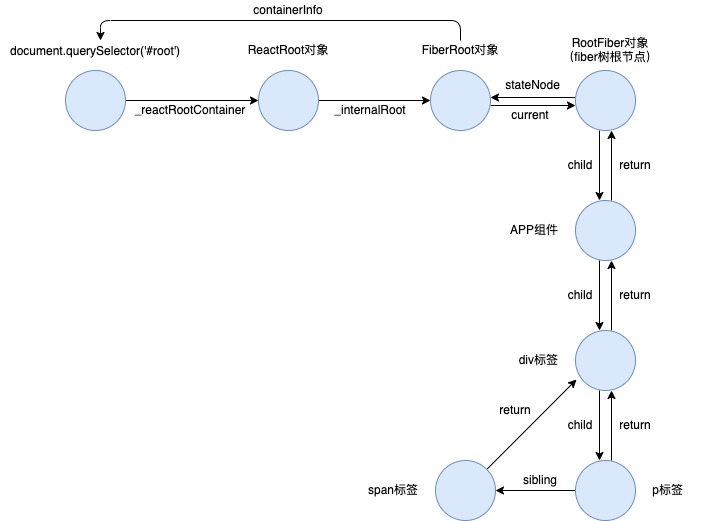 containerInfo
document.querySelector('#root')
ReactRoot对象
FiberRoot对象
RootFiber对象
(fiber树根节点)
_reactRootContainer
_internalRoot
stateNode
current
child
return
APP组件
child
return
div标签
return
child
return
span标签
sibling
p标签